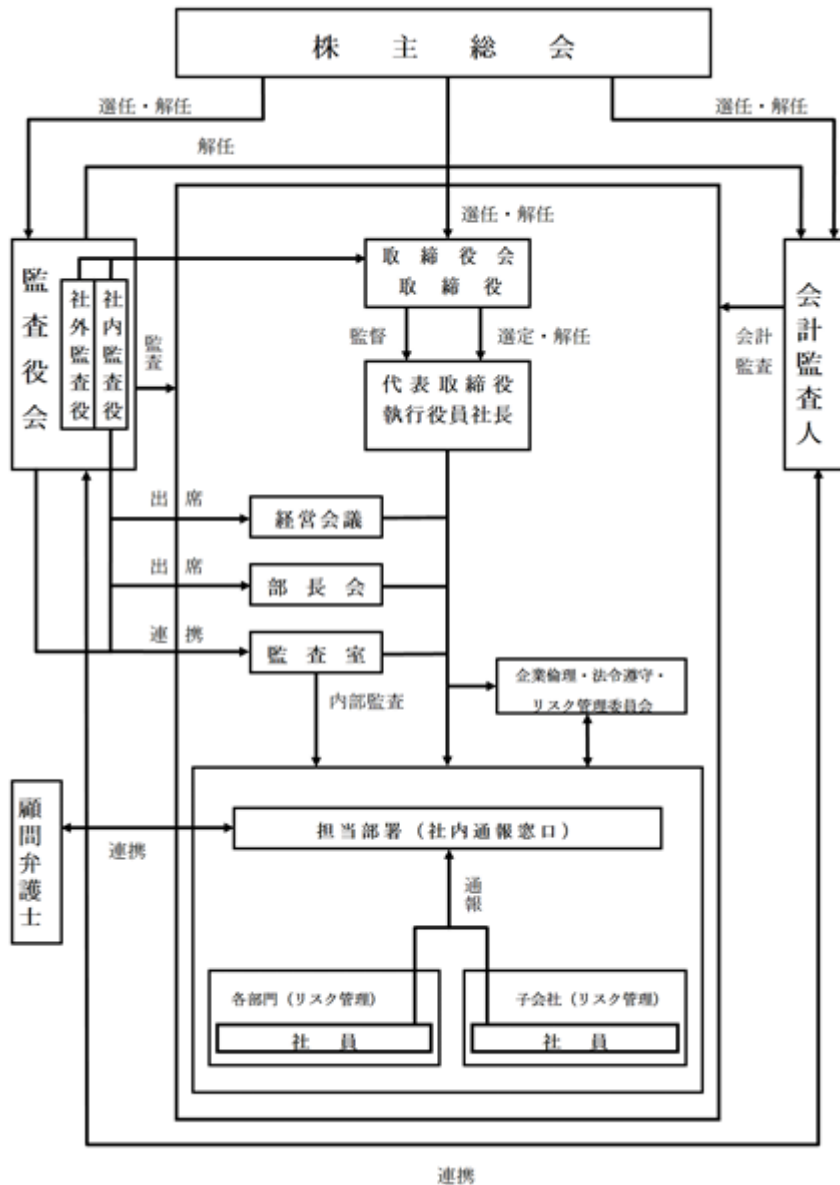 株主総会
選任・解任
選任・解任
解任
選任・解任
監査役会
社外監査役
社内監査役
監査
取締役会
取締役
会計監査
会計監査人
監督
選定・解任
代表取締役
執行役員社長
出席
経営会議
出席
部長会
連携
監査室
内部監査
企業倫理・法令遵守・
リスク管理委員会
顧問弁護士
連携
担当部署（社内通報窓口）
通報
各部門（リスク管理）
社員
子会社（リスク管理）
社員
連携